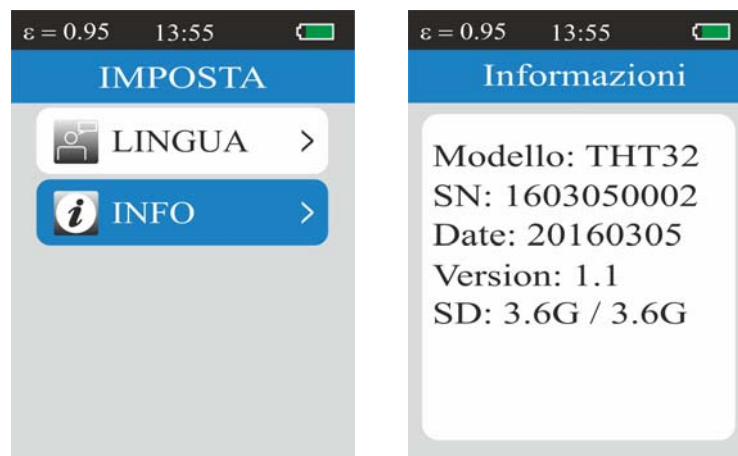 ε = 0.95 13:55
IMPOSTA
LINGUA >
i INFO >
ε = 0.95 13:55
Informazioni
Modello: THT32
SN: 1603050002
Date: 20160305
Version: 1.1
SD: 3.6G / 3.6G